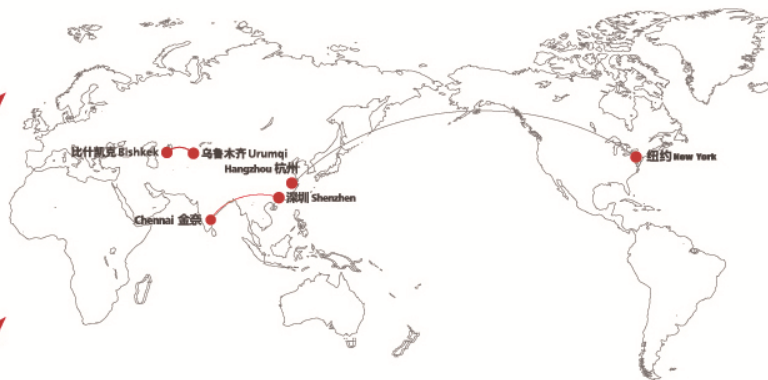 比什凯克 Bishkek
乌鲁木齐 Urumqi
Hangzhou 杭州
深圳 Shenzhen
Chennai 金奈
纽约 New York